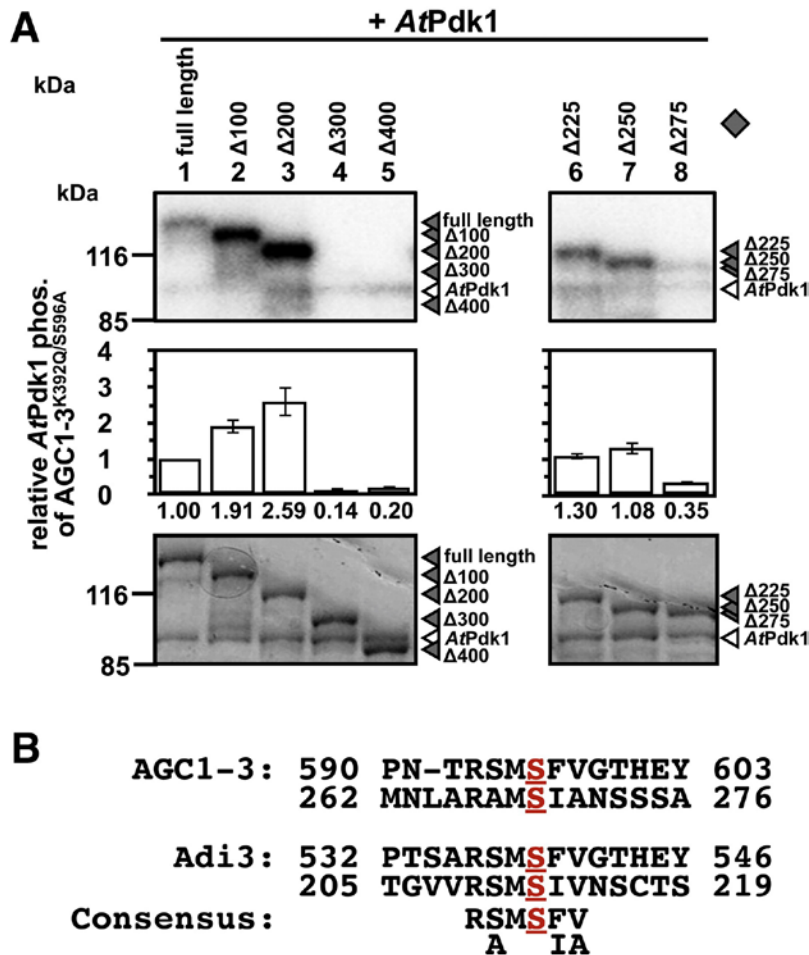 A
+ AtPdk1
kDa
full length
Δ100
Δ200
Δ300
Δ400
Δ225
Δ250
Δ275
1 2 3 4 5 6 7 8
kDa
116
85
full length
Δ100
Δ200
Δ300
AtPdk1
Δ400
Δ225
Δ250
Δ275
AtPdk1
relative AtPdk1 phos.
of AGC1-3K392Q/S596A
4
3
2
1
0
1.00 1.91 2.59 0.14 0.20 1.30 1.08 0.35
116
85
full length
Δ100
Δ200
Δ300
AtPdk1
Δ400
Δ225
Δ250
Δ275
AtPdk1
B
AGC1-3: 590 PN-TRSMSFVGTHEY 603
262 MNLARAMSIANSSSA 276
Adi3: 532 PTSARSMSFVGTHEY 546
205 TGVVRSMSIVNSCTS 219
Consensus: RSMSFV
A IA